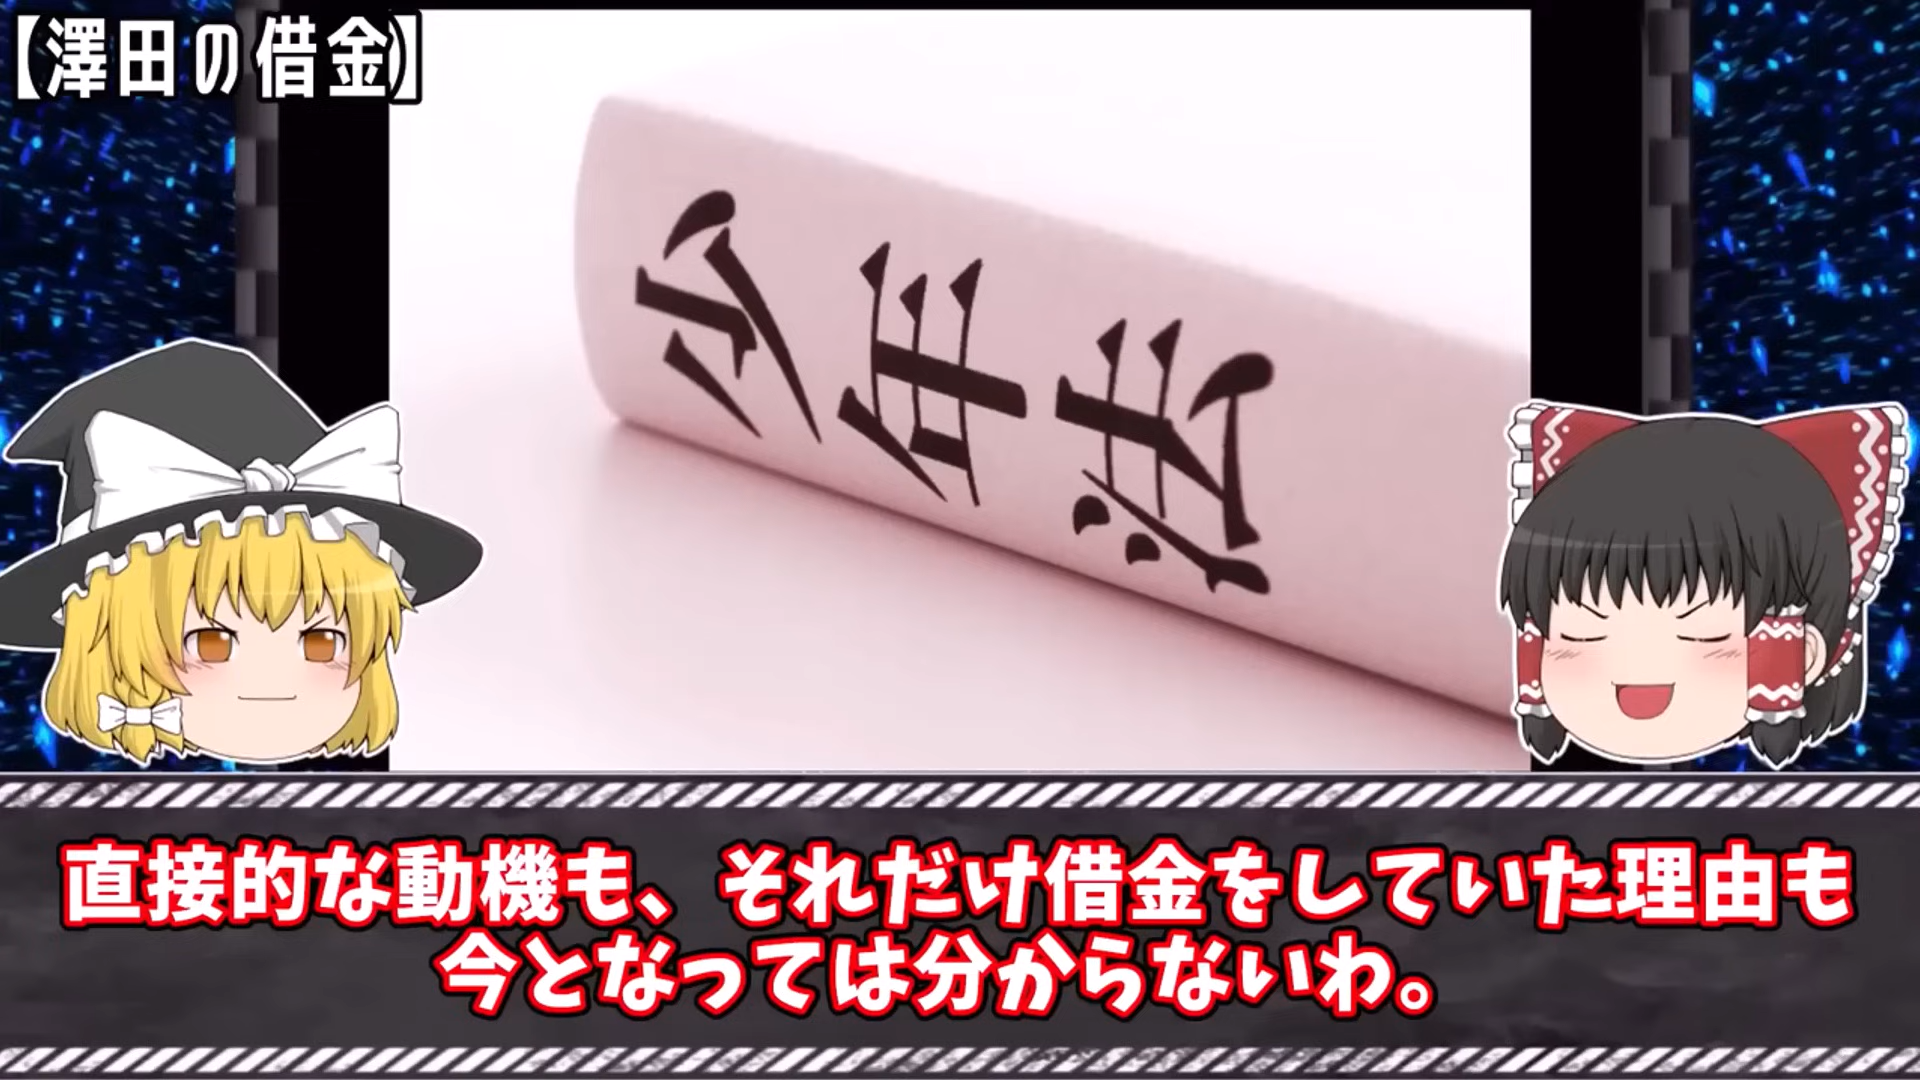 【澤田の借金】
少年法
直接的な動機も、それだけ借金をしていた理由も
今となっては分からないわ。